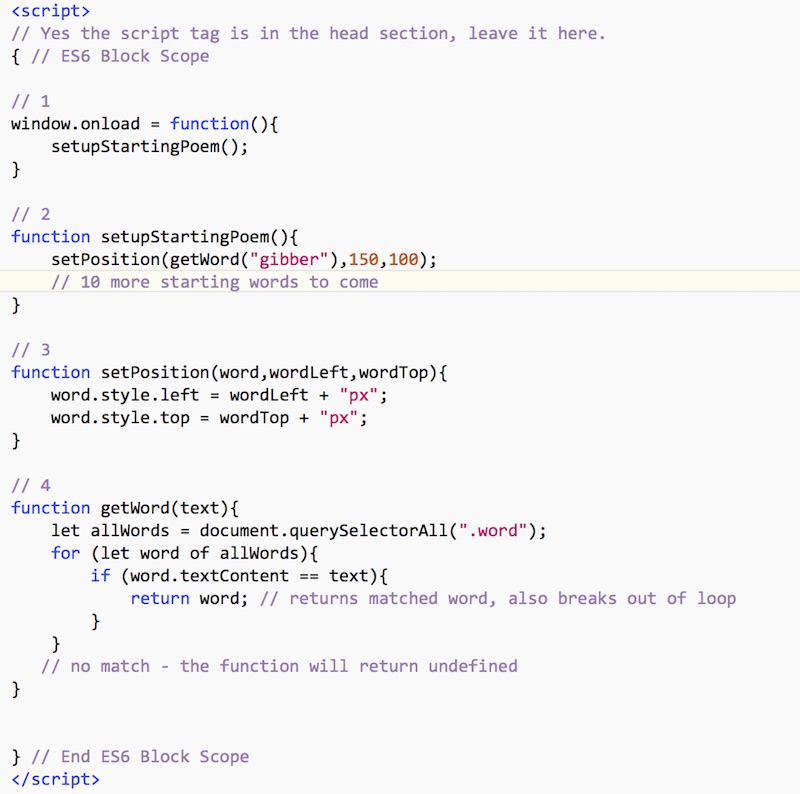 <script>
// Yes the script tag is in the head section, leave it here.
{ // ES6 Block Scope
// 1
window.onload = function(){
    setupStartingPoem();
}
// 2
function setupStartingPoem(){
    setPosition(getWord("gibber"),150,100);
    // 10 more starting words to come
}
// 3
function setPosition(word,wordLeft,wordTop){
    word.style.left = wordLeft + "px";
    word.style.top = wordTop + "px";
}
// 4
function getWord(text){
    let allWords = document.querySelectorAll(".word");
    for (let word of allWords){
        if (word.textContent == text){
            return word; // returns matched word, also breaks out of loop
        }
    }
   // no match - the function will return undefined
}
} // End ES6 Block Scope
</script>